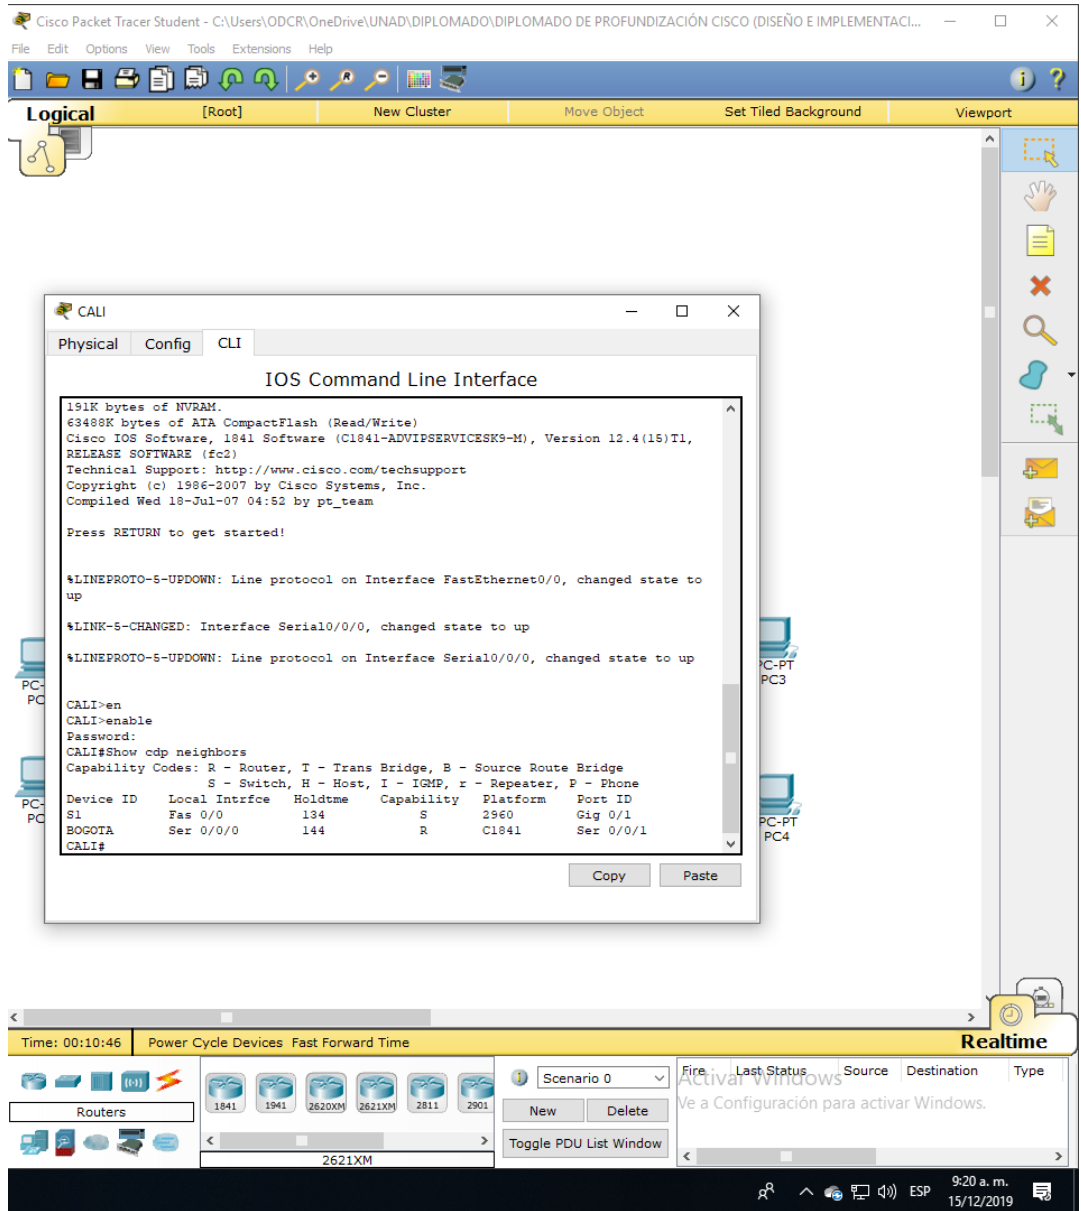 Cisco Packet Tracer Student - C:\Users\ODCR\OneDrive\UNAD\DIPLOMADO\DIPLOMADO DE PROFUNDIZACIÓN CISCO (DISEÑO E IMPLEMENTACI...
File Edit Options View Tools Extensions Help
Logical [Root] New Cluster Move Object Set Tiled Background Viewport
CALI
Physical Config CLI
IOS Command Line Interface
191K bytes of NVRAM.
63488K bytes of ATA CompactFlash (Read/Write)
Cisco IOS Software, 1841 Software (C1841-ADVIPSERVICESK9-M), Version 12.4(15)T1,
RELEASE SOFTWARE (fc2)
Technical Support: http://www.cisco.com/techsupport
Copyright (c) 1986-2007 by Cisco Systems, Inc.
Compiled Wed 18-Jul-07 04:52 by pt_team
Press RETURN to get started!
%LINEPROTO-5-UPDOWN: Line protocol on Interface FastEthernet0/0, changed state to
up
%LINK-5-CHANGED: Interface Serial0/0/0, changed state to up
%LINEPROTO-5-UPDOWN: Line protocol on Interface Serial0/0/0, changed state to up
CALI>en
CALI>enable
Password:
CALI#Show cdp neighbors
Capability Codes: R - Router, T - Trans Bridge, B - Source Route Bridge
S - Switch, H - Host, I - IGMP, r - Repeater, P - Phone
Device ID Local Intrfce Holdtme Capability Platform Port ID
S1 Fas 0/0 134 S 2960 Gig 0/1
BOGOTA Ser 0/0/0 144 R C1841 Ser 0/0/1
CALI#
Copy Paste
PC-
PC
PC-
PC
PC-PT
PC3
PC-PT
PC4
Time: 00:10:46 Power Cycle Devices Fast Forward Time Realtime
Routers
1841 1941 2620XM 2621XM 2811 2901
2621XM
Scenario 0
New Delete
Toggle PDU List Window
Fire Last Status Source Destination Type
Activar Windows
Ve a Configuración para activar Windows.
ESP
9:20 a. m.
15/12/2019